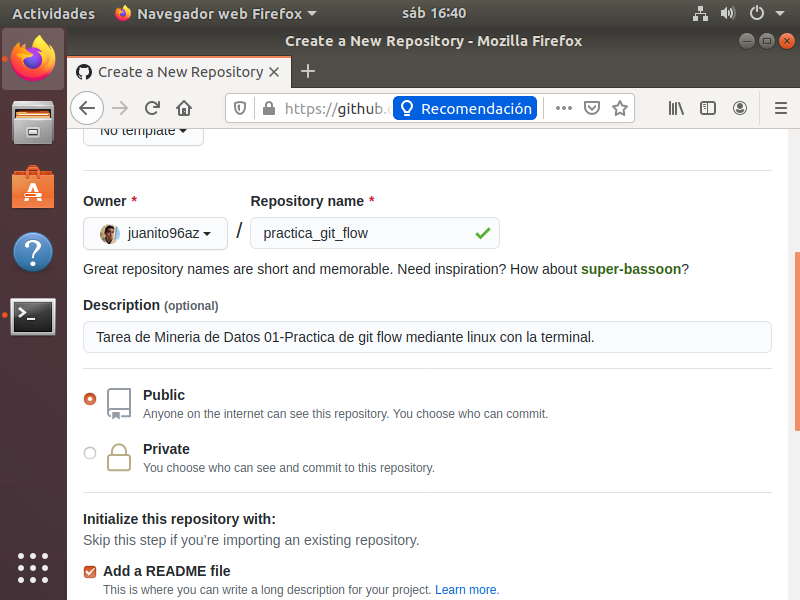 Actividades
Navegador web Firefox
sáb 16:40
Create a New Repository - Mozilla Firefox
Create a New Repository
https://github.
Recomendación
No template
Owner *
Repository name *
juanito96az
/
practica_git_flow
Great repository names are short and memorable. Need inspiration? How about super-bassoon?
Description (optional)
Tarea de Mineria de Datos 01-Practica de git flow mediante linux con la terminal.
Public
Anyone on the internet can see this repository. You choose who can commit.
Private
You choose who can see and commit to this repository.
Initialize this repository with:
Skip this step if you’re importing an existing repository.
Add a README file
This is where you can write a long description for your project. Learn more.